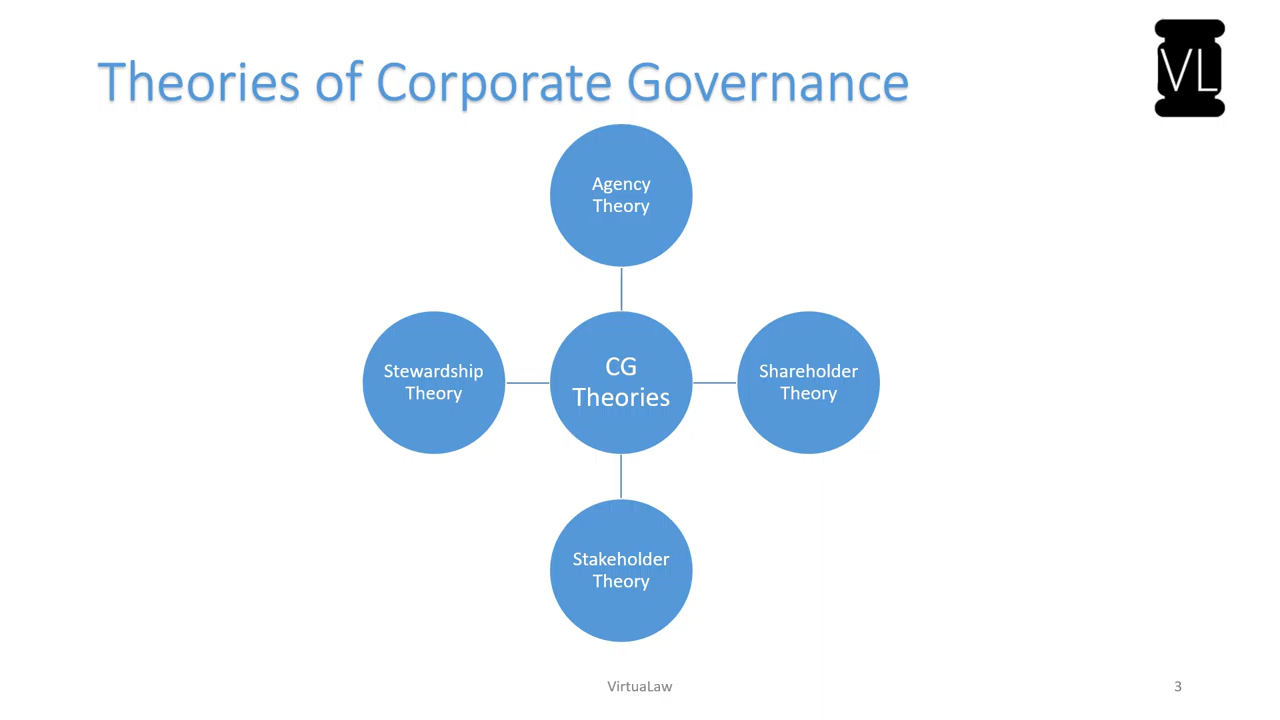 Theories of Corporate Governance
VL
Agency
Theory
Stewardship
Theory
CG
Theories
Shareholder
Theory
Stakeholder
Theory
VirtuaLaw
3